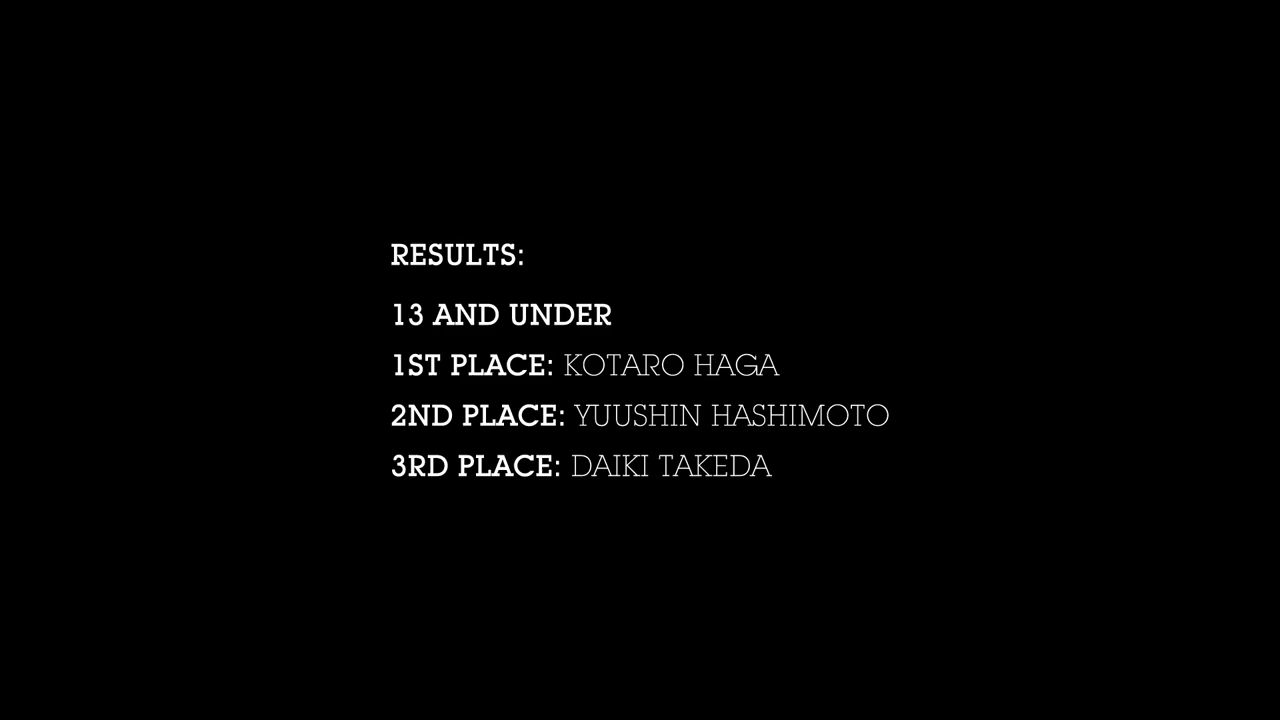 RESULTS:
13 AND UNDER
1ST PLACE: KOTARO HAGA
2ND PLACE: YUUSHIN HASHIMOTO
3RD PLACE: DAIKI TAKEDA